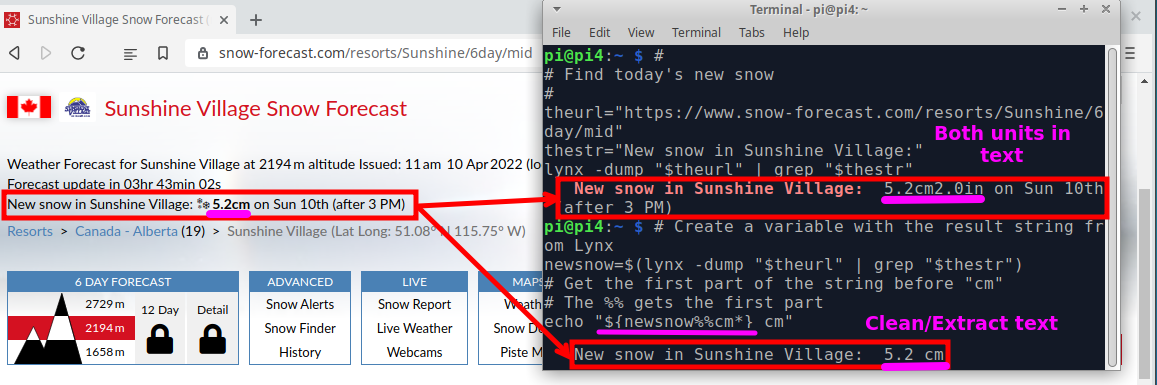 Sunshine Village Snow Forecast (
snow-forecast.com/resorts/Sunshine/6day/mid
Sunshine Village Snow Forecast
Weather Forecast for Sunshine Village at 2194 m altitude Issued: 11 am 10 Apr 2022 (lo
Forecast update in 03hr 43min 02s
New snow in Sunshine Village: 5.2cm on Sun 10th (after 3 PM)
Resorts > Canada - Alberta (19) > Sunshine Village (Lat Long: 51.08° N 115.75° W)
6 DAY FORECAST
2729 m
2194 m
1658 m
12 Day
Detail
ADVANCED
Snow Alerts
Snow Finder
History
LIVE
Snow Report
Live Weather
Webcams
MAPS
Weath
Snow De
Piste M
Terminal - pi@pi4: ~
File Edit View Terminal Tabs Help
pi@pi4:~ $ #
# Find today's new snow
#
theurl="https://www.snow-forecast.com/resorts/Sunshine/6
day/mid"
thestr="New snow in Sunshine Village:"
lynx -dump "$theurl" | grep "$thestr"
New snow in Sunshine Village: 5.2cm2.0in on Sun 10th
after 3 PM)
pi@pi4:~ $ # Create a variable with the result string fr
om Lynx
newsnow=$(lynx -dump "$theurl" | grep "$thestr")
# Get the first part of the string before "cm"
# The %% gets the first part
echo "${newsnow%%cm*} cm"
New snow in Sunshine Village: 5.2 cm
Both units in
text
Clean/Extract text